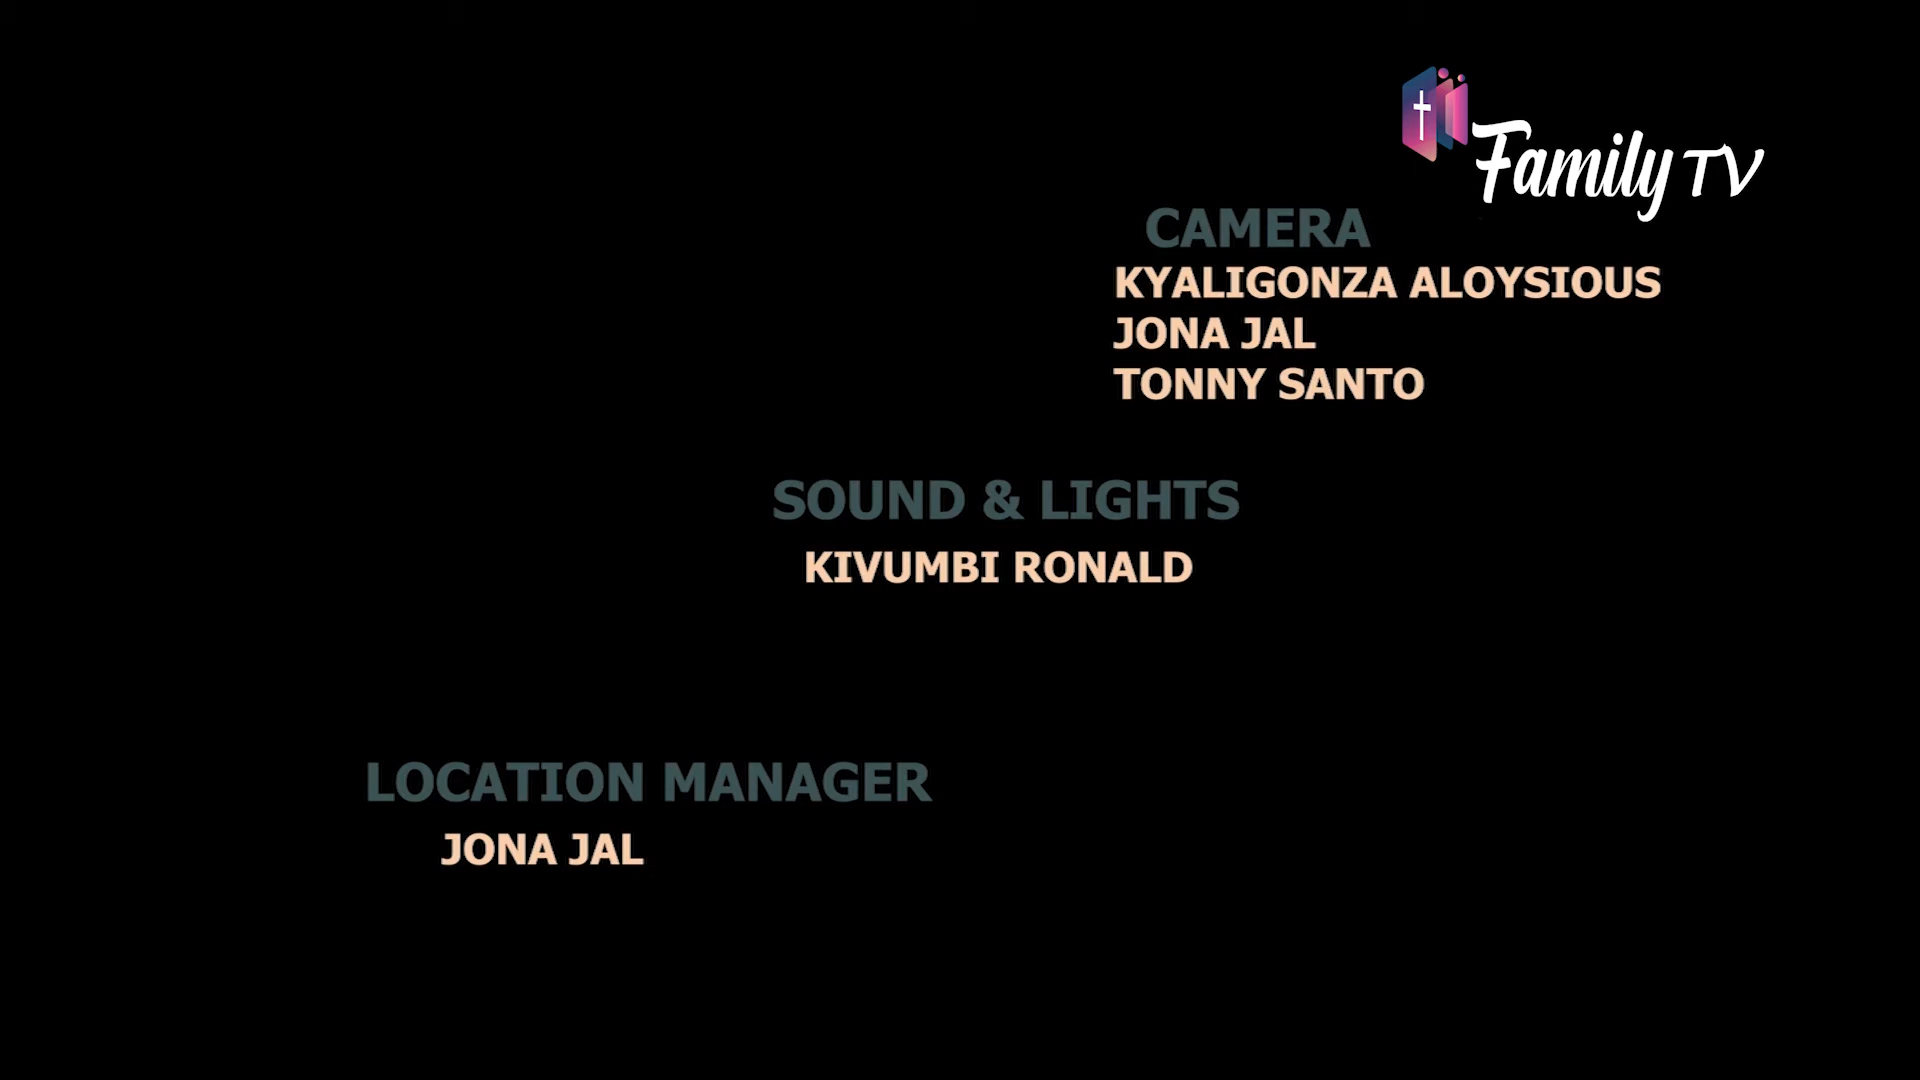 Family TV
CAMERA
KYALIGONZA ALOYSIOUS
JONA JAL
TONNY SANTO
SOUND & LIGHTS
KIVUMBI RONALD
LOCATION MANAGER
JONA JAL